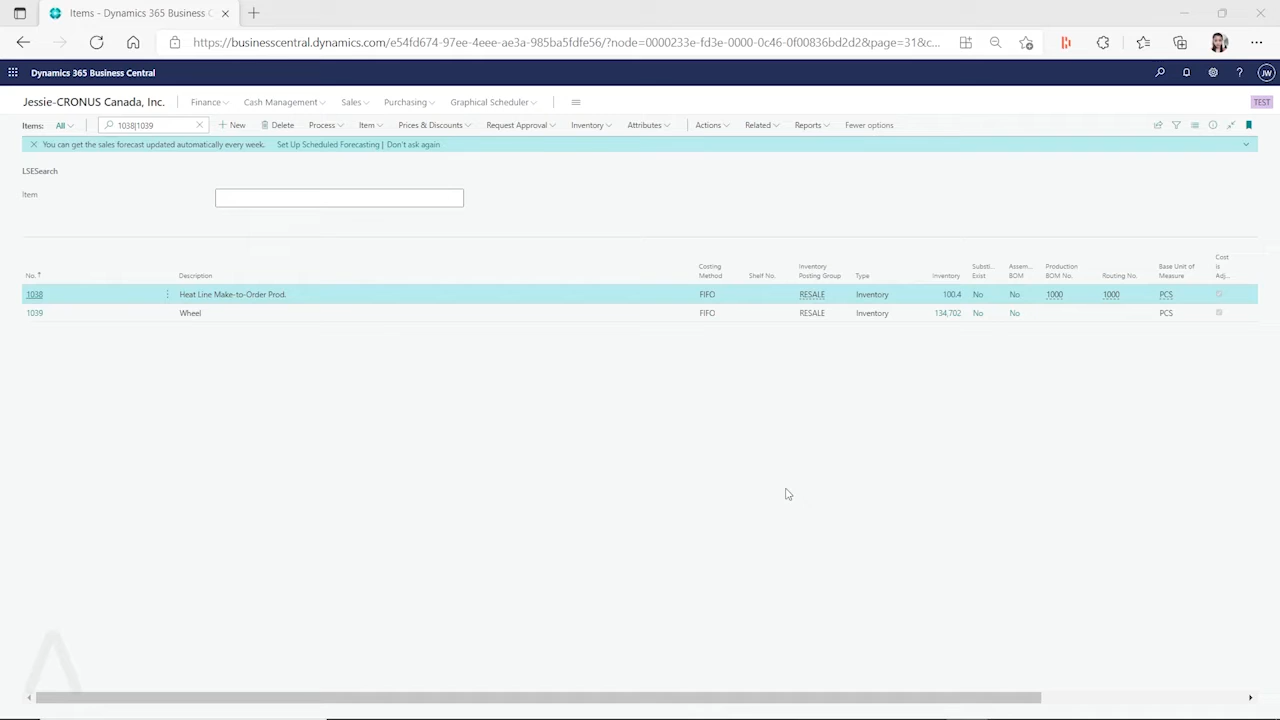 Items - Dynamics 365 Business C
https://businesscentral.dynamics.com/e54fd674-97ee-4eee-ae3a-985ba5fdfe56/?node=0000233e-fd3e-0000-0c46-0f00836bd2d2&page=31&c...
Dynamics 365 Business Central
JW
Jessie-CRONUS Canada, Inc. Finance Cash Management Sales Purchasing Graphical Scheduler TEST
Items: All 1038|1039 New Delete Process Item Prices & Discounts Request Approval Inventory Attributes Actions Related Reports Fewer options
You can get the sales forecast updated automatically every week. Set Up Scheduled Forecasting | Don't ask again
LSESearch
Item
No. Description Costing Method Shelf No. Inventory Posting Group Type Inventory Substi... Exist Assem... BOM Production BOM No. Routing No. Base Unit of Measure Cost is Adj...
1038 Heat Line Make-to-Order Prod. FIFO RESALE Inventory 100.4 No No 1000 1000 PCS
1039 Wheel FIFO RESALE Inventory 134,702 No No PCS